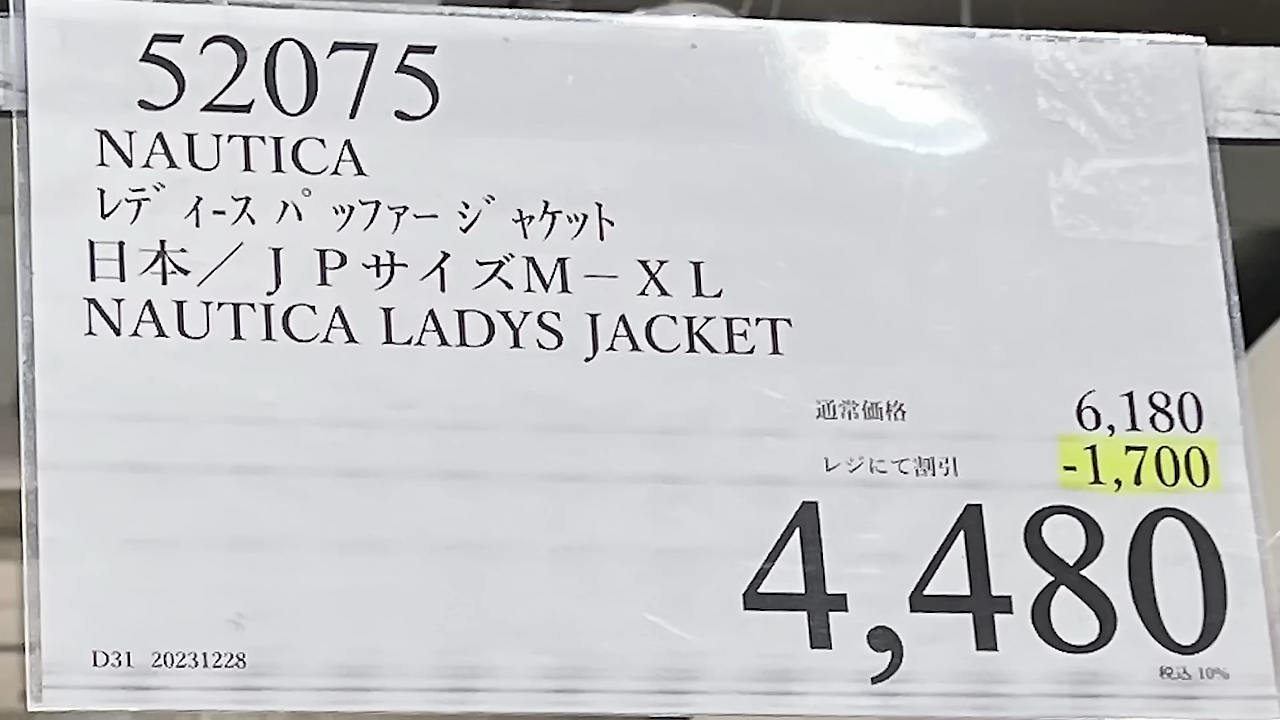 52075
NAUTICA
ﾚﾃﾞｨｰｽ ﾊﾟｯﾌｧｰ ｼﾞｬｹｯﾄ
日本／ＪＰサイズM－ＸＬ
NAUTICA LADYS JACKET
通常価格 6,180
レジにて割引 -1,700
4,480
D31 20231228 税込 10%